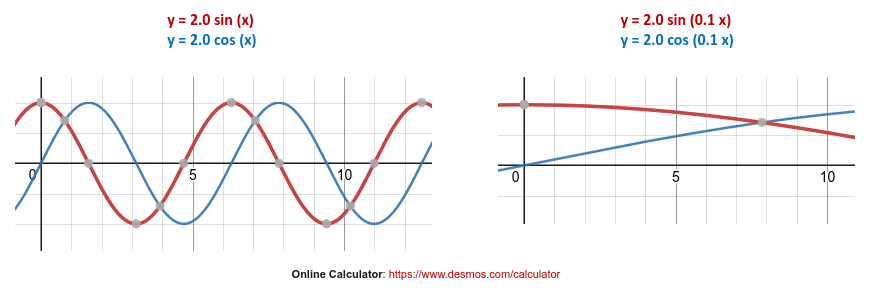 y = 2.0 sin (x)
y = 2.0 cos (x)
0
5
10
y = 2.0 sin (0.1 x)
y = 2.0 cos (0.1 x)
0
5
10
Online Calculator: https://www.desmos.com/calculator